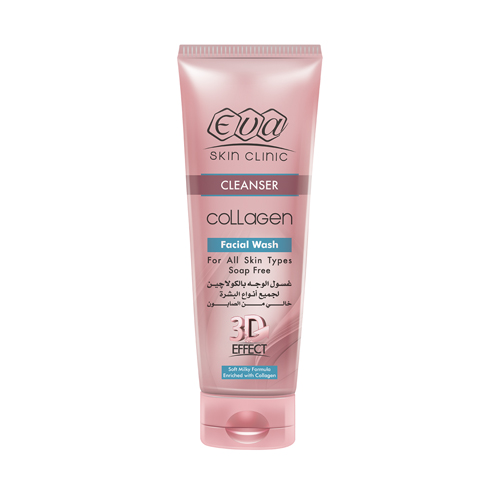 Eva
SKIN CLINIC
CLEANSER
coLLagen
Facial Wash
For All Skin Types
Soap Free
غسول الوجه بالكولاچين
لجميع أنواع البشرة
خالي من الصابون
3D
EFFECT
Soft Milky Formula
Enriched with Collagen